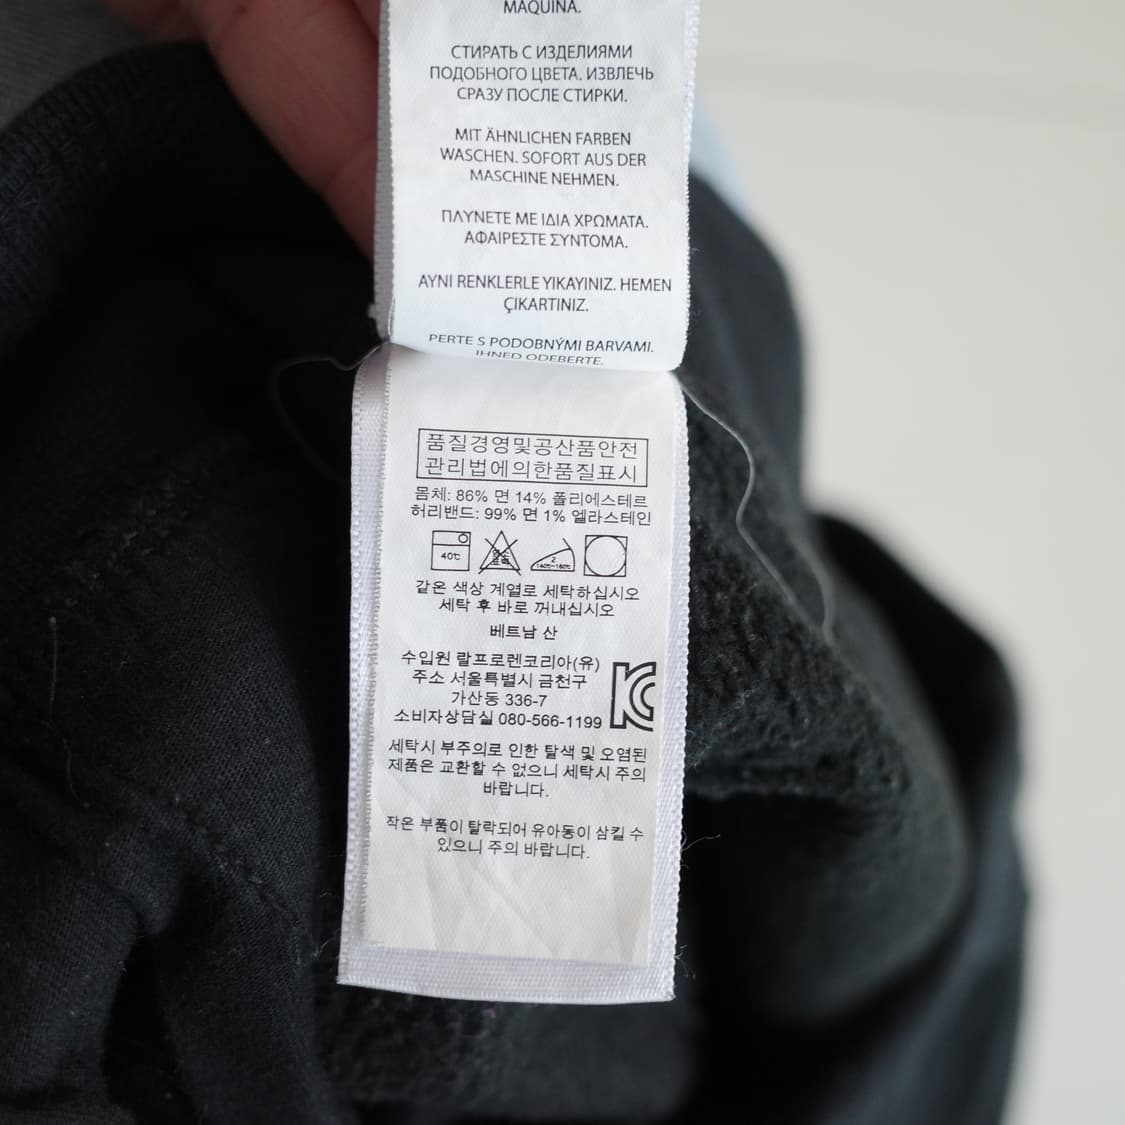 MAQUINA.
СТИРАТЬ С ИЗДЕЛИЯМИ
ПОДОБНОГО ЦВЕТА. ИЗВЛЕЧЬ
СРАЗУ ПОСЛЕ СТИРКИ.
MIT ÄHNLICHEN FARBEN
WASCHEN. SOFORT AUS DER
MASCHINE NEHMEN.
ΠΛΥΝΕΤΕ ΜΕ ΙΔΙΑ ΧΡΩΜΑΤΑ.
ΑΦΑΙΡΕΣΤΕ ΣΥΝΤΟΜΑ.
AYNI RENKLERLE YIKAYINIZ. HEMEN
ÇIKARTINIZ.
PERTE S PODOBNÝMI BARVAMI.
IHNED ODEBERTE.
품질경영및공산품안전
관리법에의한품질표시
몸체: 86% 면 14% 폴리에스테르
허리밴드: 99% 면 1% 엘라스테인
40℃ 염소표백 2 140℃~160℃
같은 색상 계열로 세탁하십시오
세탁 후 바로 꺼내십시오
베트남 산
수입원 랄프로렌코리아(유)
주소 서울특별시 금천구
가산동 336-7
소비자상담실 080-566-1199
세탁시 부주의로 인한 탈색 및 오염된
제품은 교환할 수 없으니 세탁시 주의
바랍니다.
작은 부품이 탈락되어 유아동이 삼킬 수
있으니 주의 바랍니다.